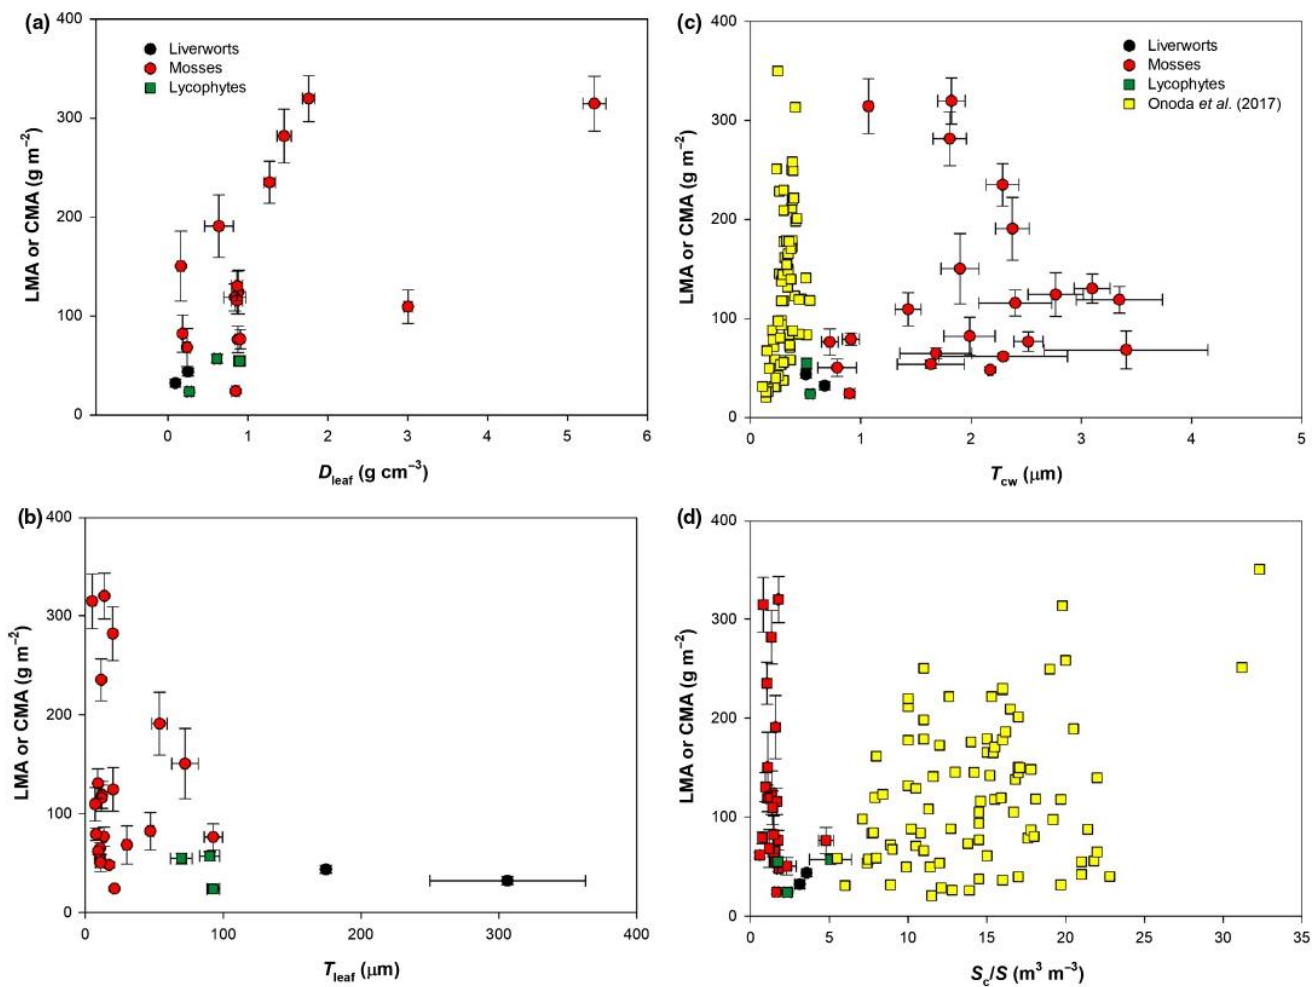 (a)
400
300
200
100
0
LMA or CMA (g m⁻²)
Liverworts
Mosses
Lycophytes
0 1 2 3 4 5 6
D_leaf (g cm⁻³)
(c)
400
300
200
100
0
LMA or CMA (g m⁻²)
Liverworts
Mosses
Lycophytes
Onoda et al. (2017)
0 1 2 3 4 5
T_cw (μm)
(b)
400
300
200
100
0
LMA or CMA (g m⁻²)
0 100 200 300 400
T_leaf (μm)
(d)
400
300
200
100
0
LMA or CMA (g m⁻²)
0 5 10 15 20 25 30 35
S_c/S (m³ m⁻³)